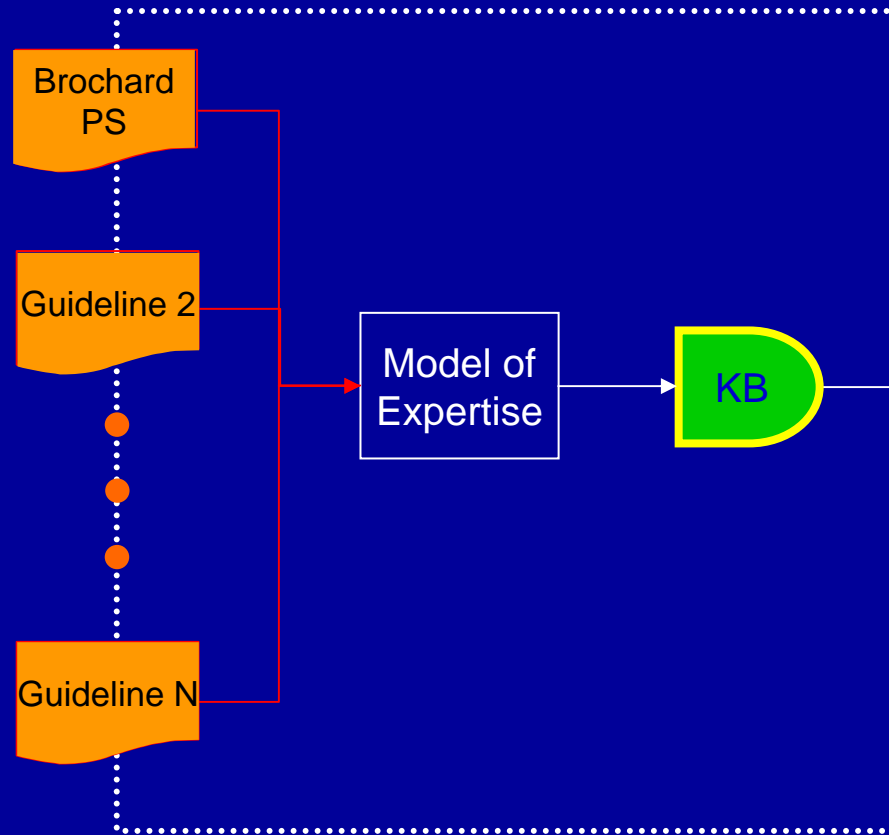 Brochard
PS
Guideline 2
Model of
Expertise
KB
Guideline N